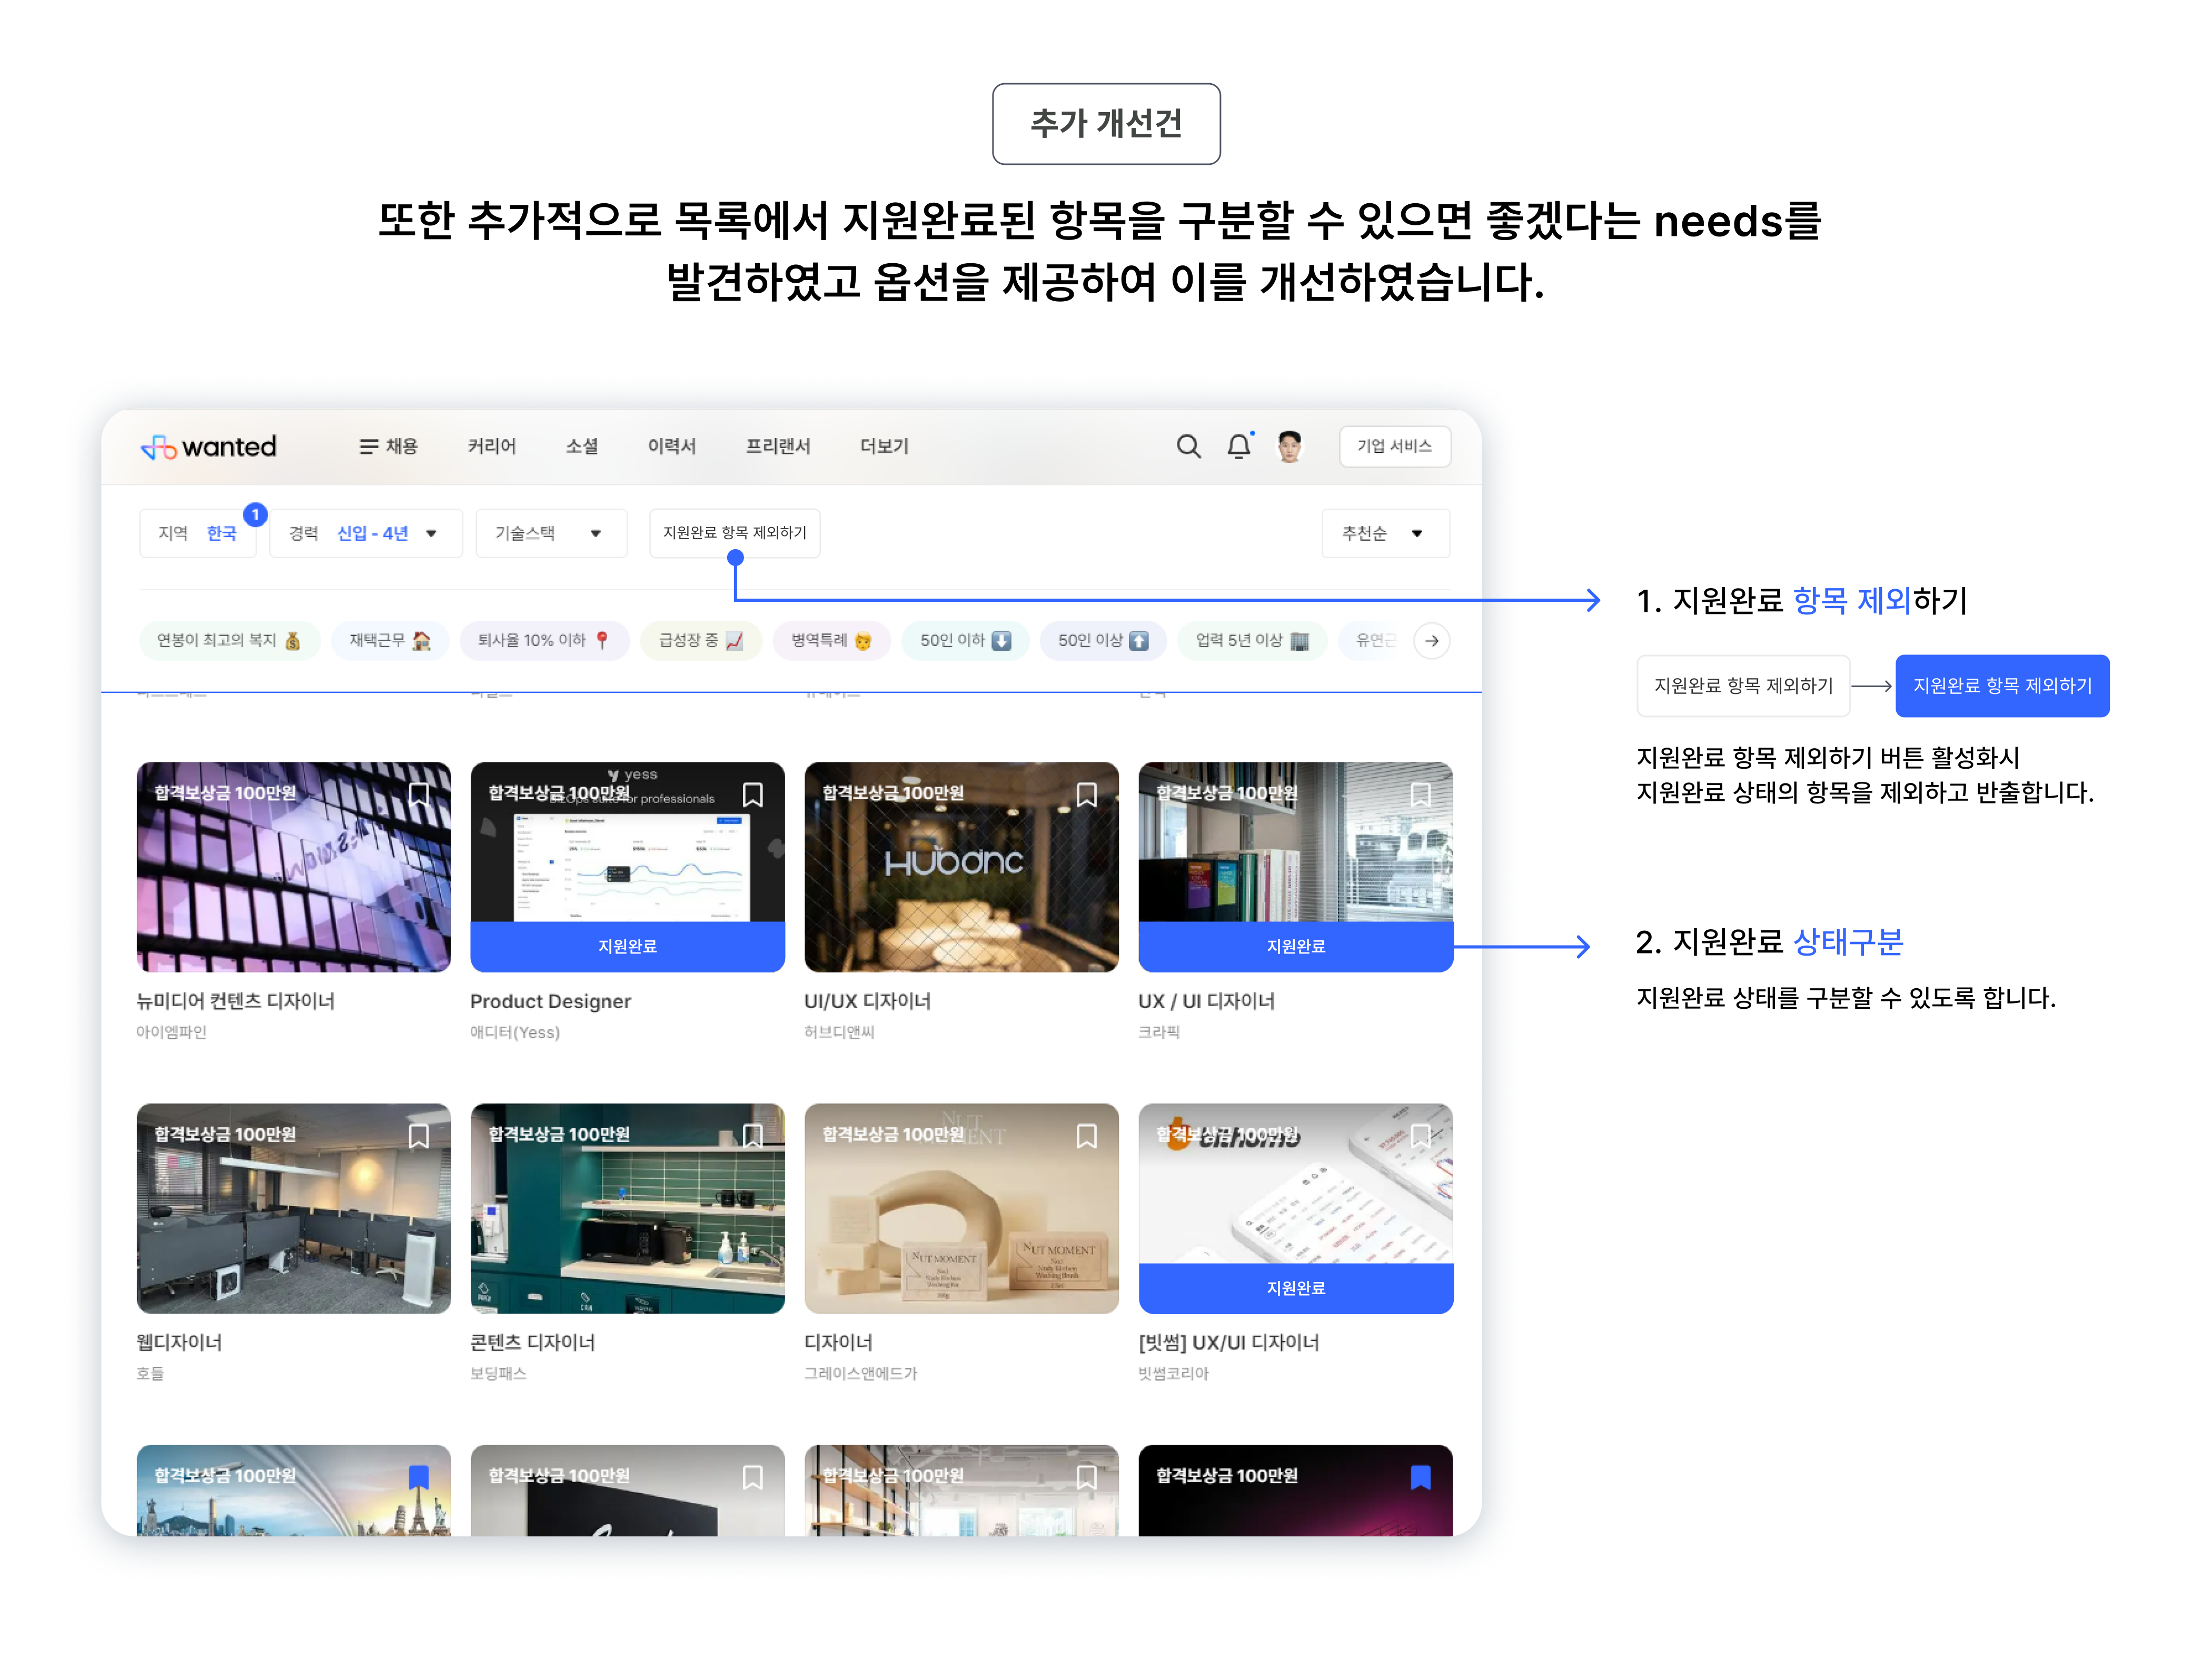 추가 개선건
또한 추가적으로 목록에서 지원완료된 항목을 구분할 수 있으면 좋겠다는 needs를
발견하였고 옵션을 제공하여 이를 개선하였습니다.
wanted 채용 커리어 소셜 이력서 프리랜서 더보기 기업 서비스
지역 한국 1 경력 신입 - 4년 기술스택 지원완료 항목 제외하기 추천순
연봉이 최고의 복지 재택근무 퇴사율 10% 이하 급성장 중 병역특례 50인 이하 50인 이상 업력 5년 이상
1. 지원완료 항목 제외하기
지원완료 항목 제외하기 지원완료 항목 제외하기
지원완료 항목 제외하기 버튼 활성화시
지원완료 상태의 항목을 제외하고 반출합니다.
yess
for professionals
합격보상금 100만원 합격보상금 100만원 합격보상금 100만원 합격보상금 100만원
HUBDNC
지원완료 지원완료
뉴미디어 컨텐츠 디자이너 Product Designer UI/UX 디자이너 UX / UI 디자이너
아이엠파인 애디터(Yess) 허브디앤씨 크라픽
2. 지원완료 상태구분
지원완료 상태를 구분할 수 있도록 합니다.
합격보상금 100만원 합격보상금 100만원 합격보상금 100만원 합격보상금 100만원
NUT MOMENT NUT MOMENT
지원완료
웹디자이너 콘텐츠 디자이너 디자이너 [빗썸] UX/UI 디자이너
호들 보딩패스 그레이스앤에드가 빗썸코리아
합격보상금 100만원 합격보상금 100만원 합격보상금 100만원 합격보상금 100만원